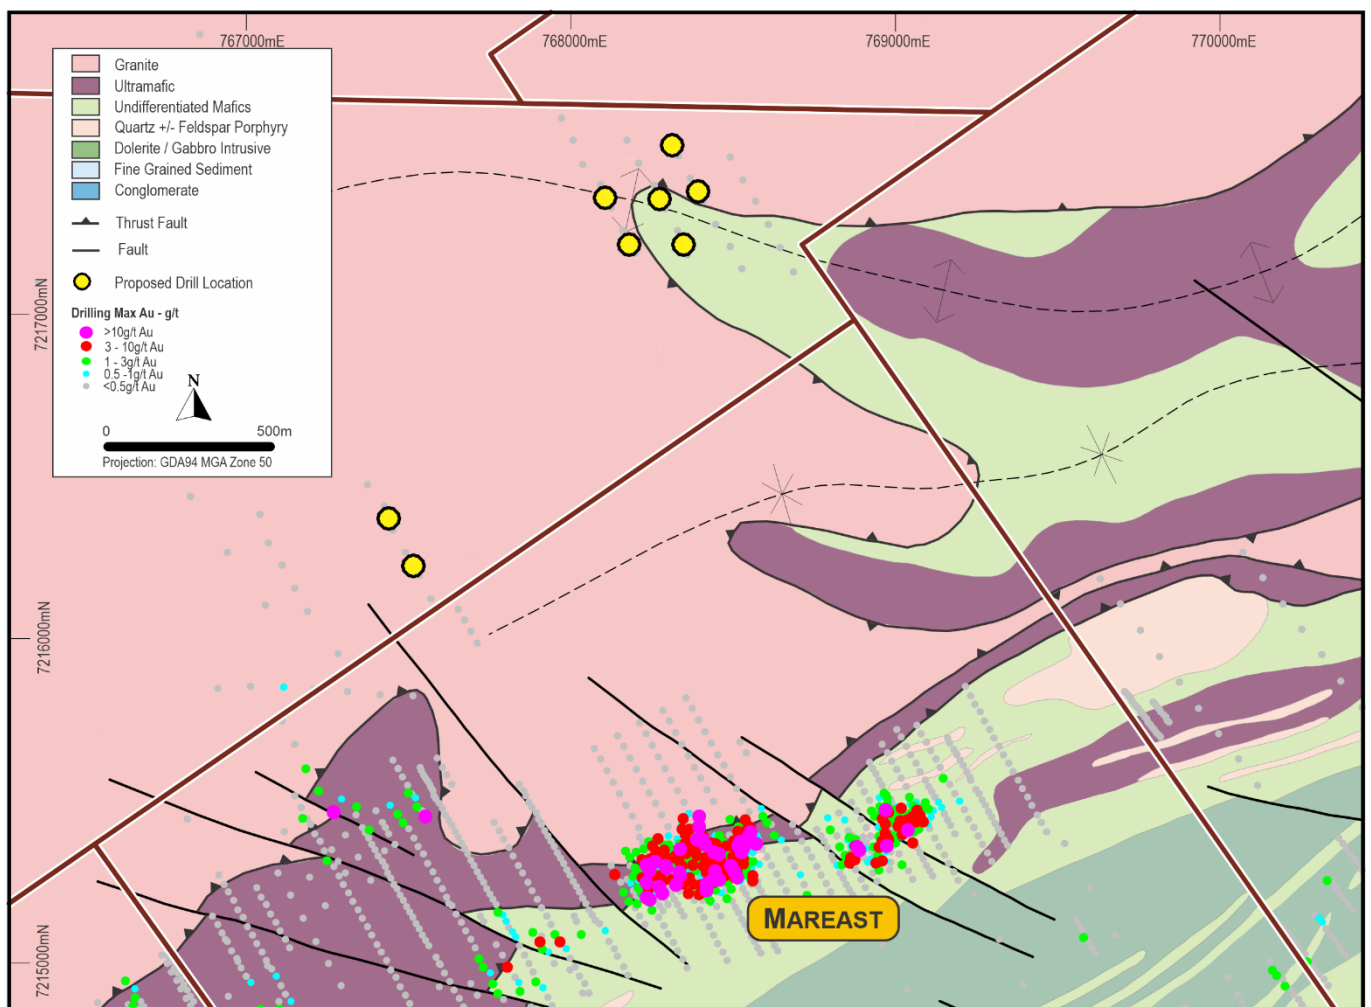 767000mE
768000mE
769000mE
770000mE
Granite
Ultramafic
Undifferentiated Mafics
Quartz +/- Feldspar Porphyry
Dolerite / Gabbro Intrusive
Fine Grained Sediment
Conglomerate
Thrust Fault
Fault
Proposed Drill Location
Drilling Max Au - g/t
>10g/t Au
3 - 10g/t Au
1 - 3g/t Au
0.5 -1g/t Au
<0.5g/t Au
N
0 500m
Projection: GDA94 MGA Zone 50
7217000mN
7216000mN
7215000mN
MAREAST